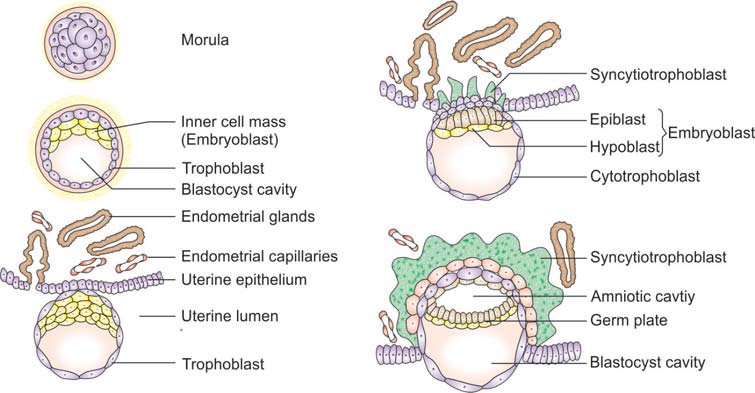 Morula
Inner cell mass
(Embryoblast)
Trophoblast
Blastocyst cavity
Endometrial glands
Endometrial capillaries
Uterine epithelium
Uterine lumen
Trophoblast
Syncytiotrophoblast
Epiblast
Embryoblast
Hypoblast
Cytotrophoblast
Syncytiotrophoblast
Amniotic cavtiy
Germ plate
Blastocyst cavity